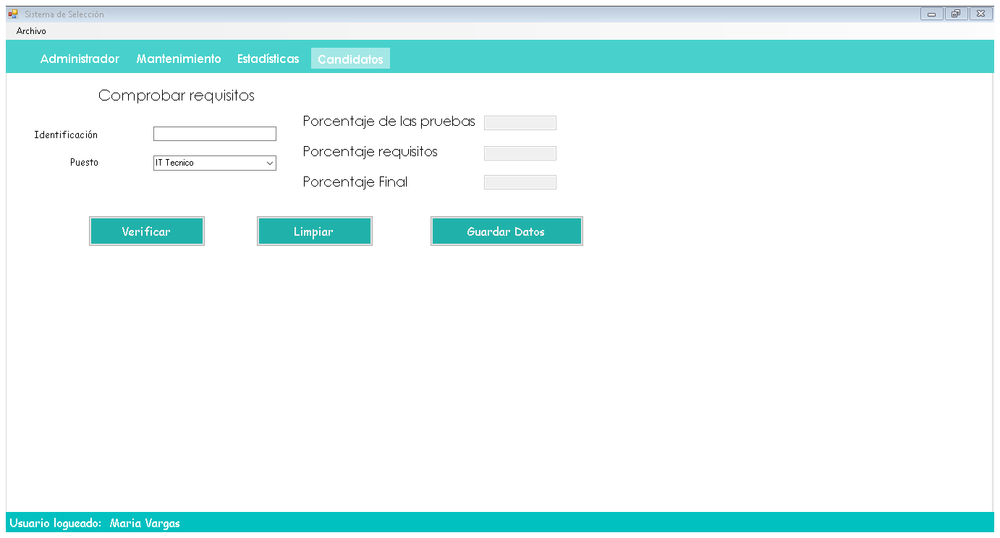 Sistema de Selección
Archivo
Administrador Mantenimiento Estadísticas Candidatos
Comprobar requisitos
Identificación
Puesto IT Tecnico
Porcentaje de las pruebas
Porcentaje requisitos
Porcentaje Final
Verificar Limpiar Guardar Datos
Usuario logueado: Maria Vargas